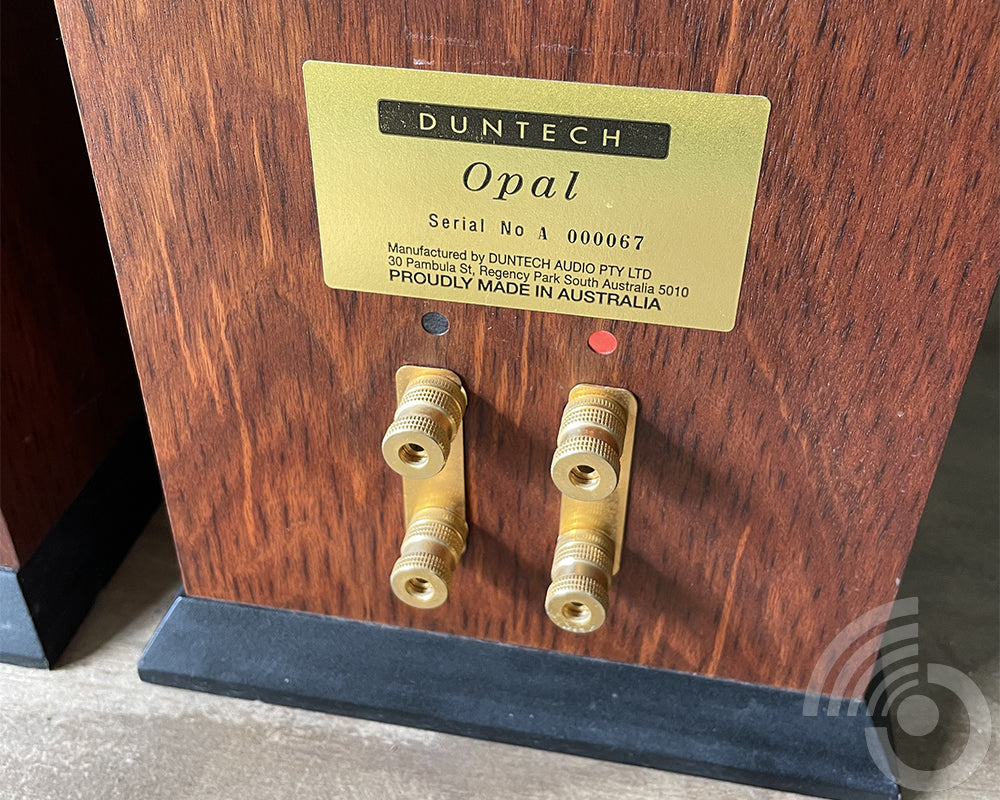 DUNTECH
Opal
Serial No A 000067
Manufactured by DUNTECH AUDIO PTY LTD
30 Pambula St, Regency Park South Australia 5010
PROUDLY MADE IN AUSTRALIA